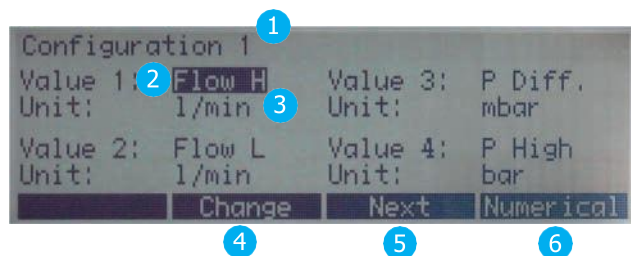 Configuration 1 1
Value 1: 2 Flow H Value 3: P Diff.
Unit: l/min 3 Unit: mbar
Value 2: Flow L Value 4: P High
Unit: l/min Unit: bar
Change Next Numerical
4 5 6